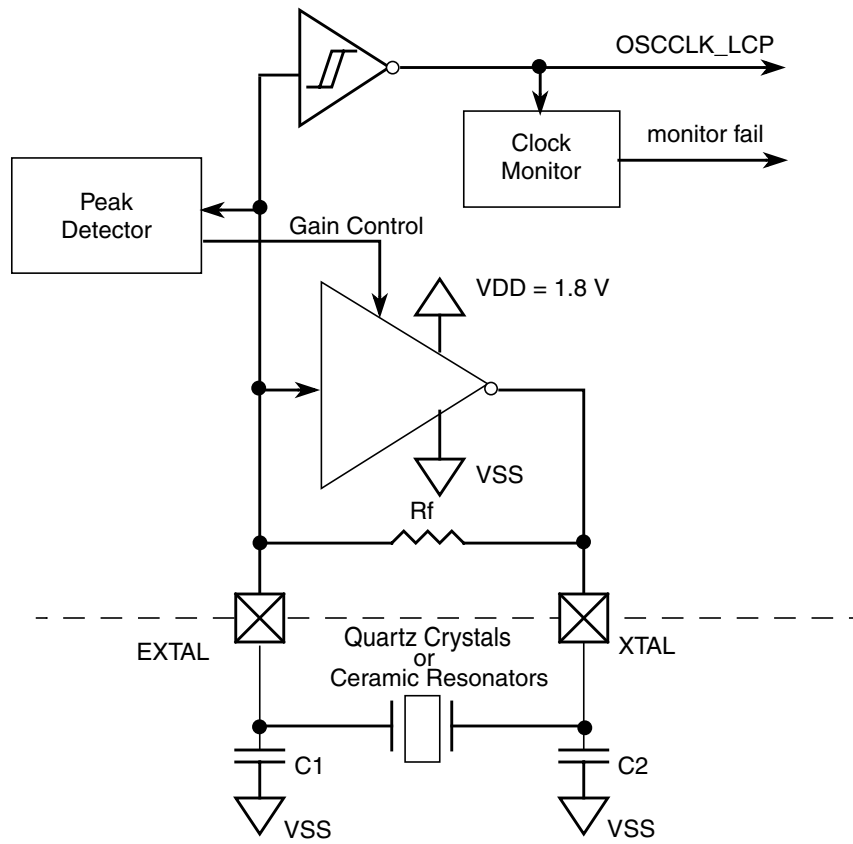 OSCCLK_LCP
Clock
Monitor
monitor fail
Peak
Detector
Gain Control
VDD = 1.8 V
VSS
Rf
EXTAL
Quartz Crystals
or
Ceramic Resonators
XTAL
C1
C2
VSS
VSS